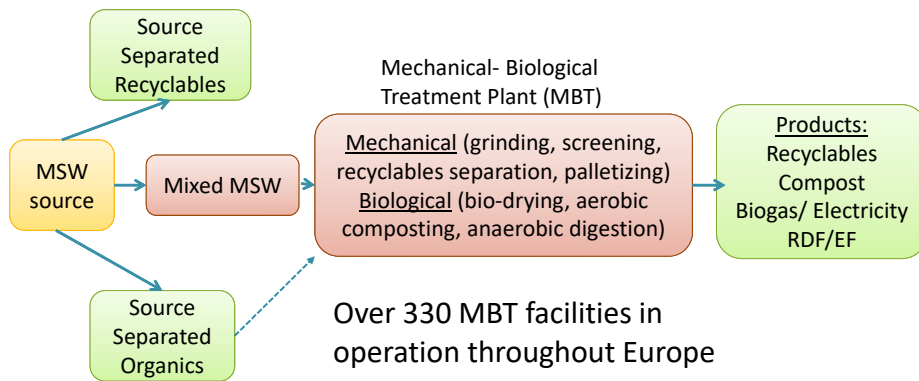 Source
Separated
Recyclables
Mechanical- Biological
Treatment Plant (MBT)
MSW
source
Mixed MSW
Mechanical (grinding, screening,
recyclables separation, palletizing)
Biological (bio-drying, aerobic
composting, anaerobic digestion)
Products:
Recyclables
Compost
Biogas/ Electricity
RDF/EF
Source
Separated
Organics
Over 330 MBT facilities in
operation throughout Europe